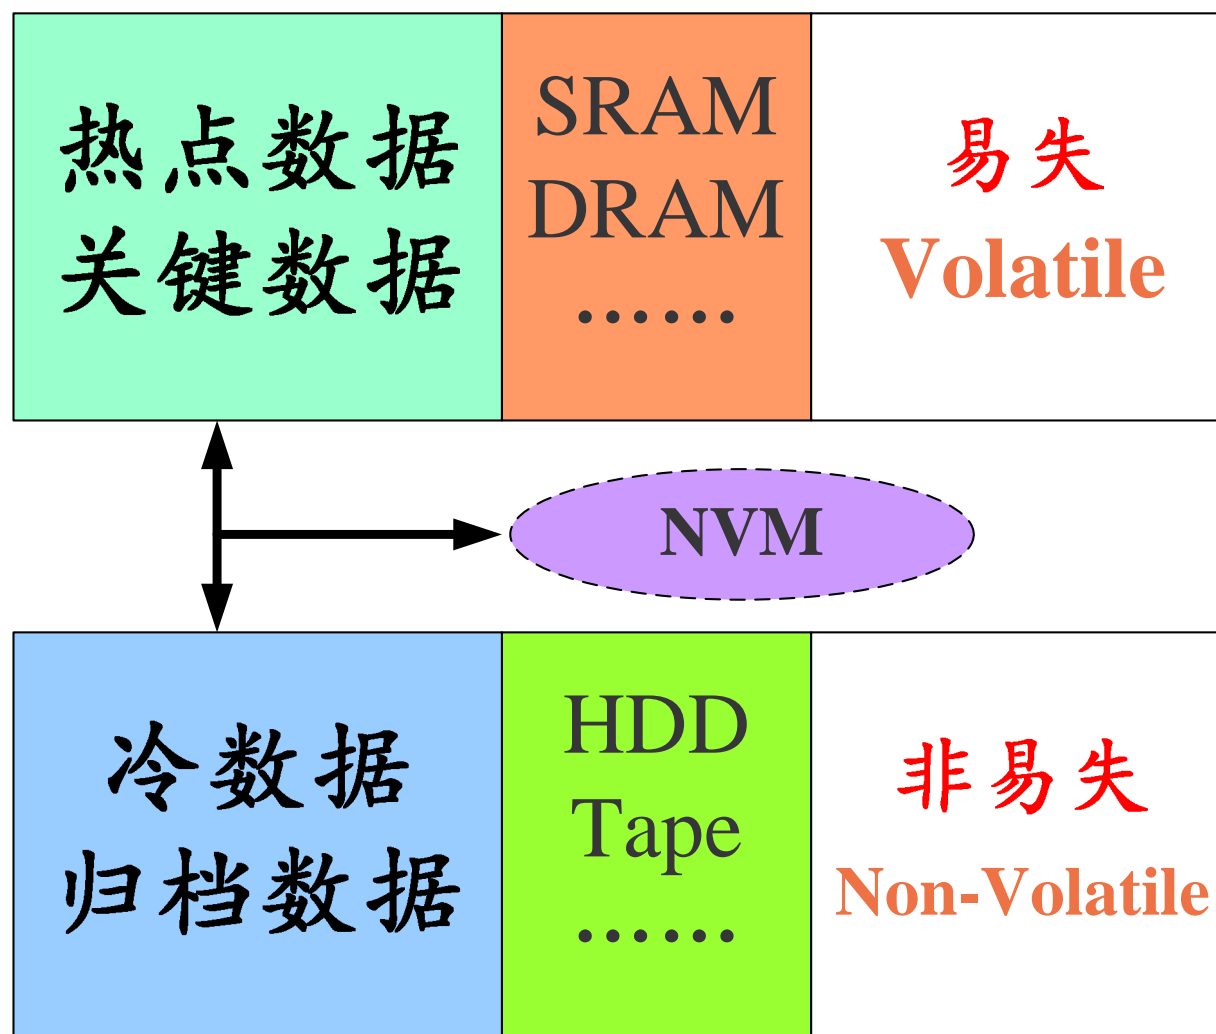 热点数据
关键数据
SRAM
DRAM
……
易失
Volatile
NVM
冷数据
归档数据
HDD
Tape
……
非易失
Non-Volatile